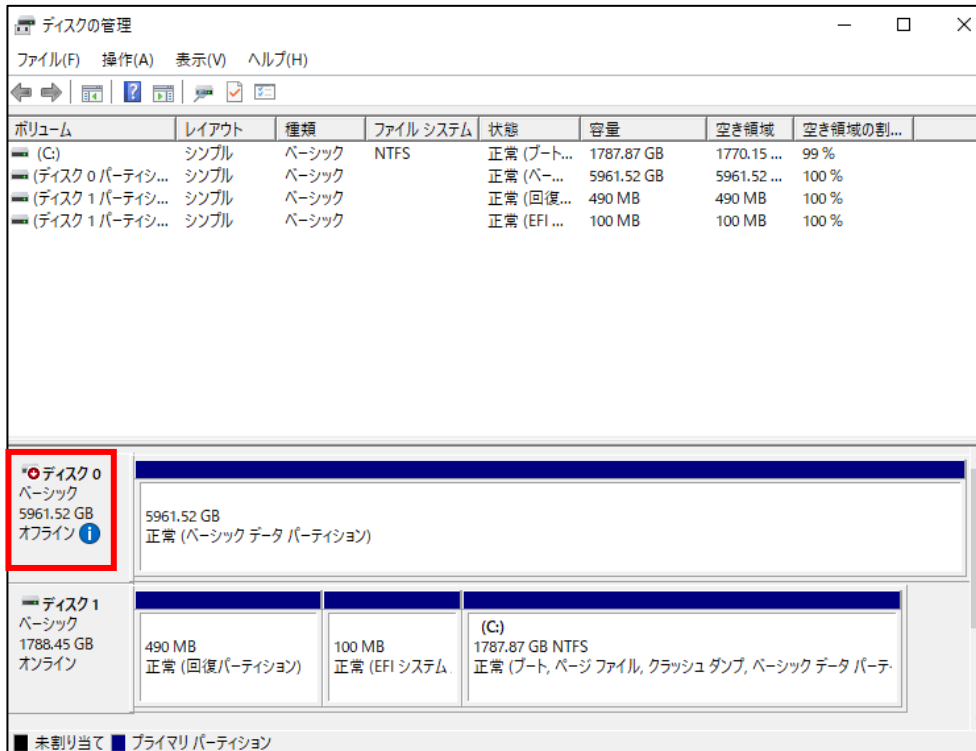 ディスクの管理
ファイル(F) 操作(A) 表示(V) ヘルプ(H)
ボリューム レイアウト 種類 ファイル システム 状態 容量 空き領域 空き領域の割...
(C:) シンプル ベーシック NTFS 正常 (ブート... 1787.87 GB 1770.15 ... 99 %
(ディスク 0 パーティシ... シンプル ベーシック 正常 (ベー... 5961.52 GB 5961.52 ... 100 %
(ディスク 1 パーティシ... シンプル ベーシック 正常 (回復... 490 MB 490 MB 100 %
(ディスク 1 パーティシ... シンプル ベーシック 正常 (EFI ... 100 MB 100 MB 100 %
ディスク 0
ベーシック
5961.52 GB
オフライン
5961.52 GB
正常 (ベーシック データ パーティション)
ディスク 1
ベーシック
1788.45 GB
オンライン
490 MB
正常 (回復パーティション)
100 MB
正常 (EFI システム
(C:)
1787.87 GB NTFS
正常 (ブート, ページ ファイル, クラッシュ ダンプ, ベーシック データ パーテ
未割り当て プライマリ パーティション